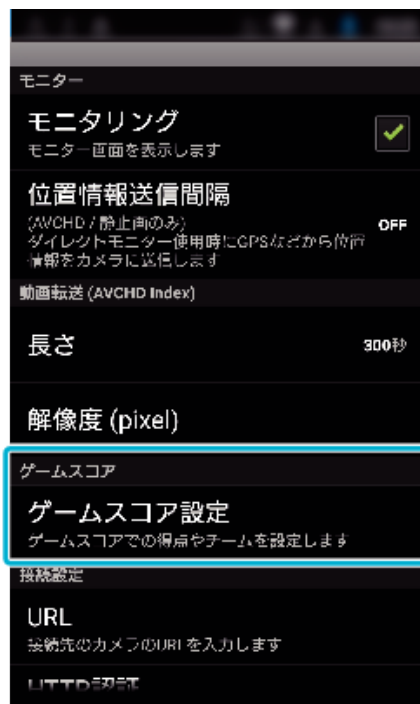 モニター
モニタリング
モニター画面を表示します
位置情報送信間隔
(AVCHD / 静止画のみ)
OFF
ダイレクトモニター使用時にGPSなどから位置
情報をカメラに送信します
動画転送 (AVCHD Index)
長さ
300秒
解像度 (pixel)
ゲームスコア
ゲームスコア設定
ゲームスコアでの得点やチームを設定します
接続設定
URL
接続先のカメラのURLを入力します
HTTP認証